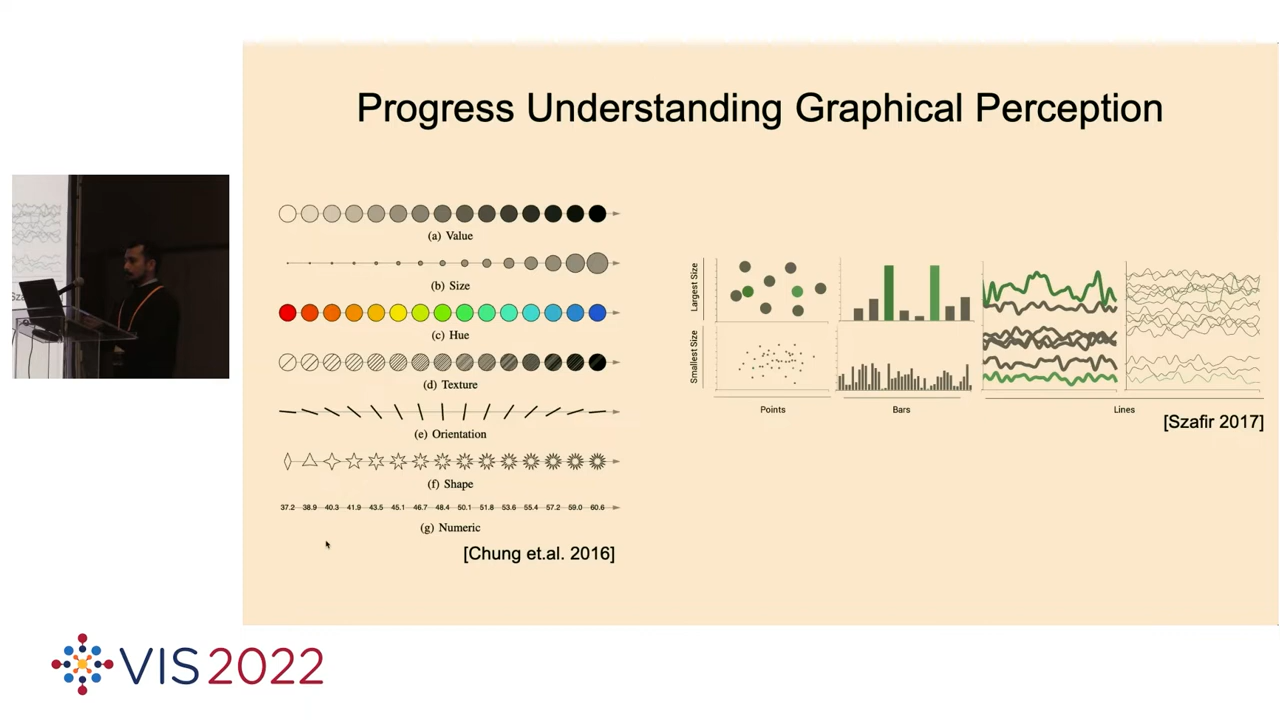 Progress Understanding Graphical Perception
(a) Value
(b) Size
(c) Hue
(d) Texture
(e) Orientation
(f) Shape
37.2 38.9 40.3 41.9 43.5 45.1 46.7 48.4 50.1 51.8 53.6 55.4 57.2 59.0 60.6
(g) Numeric
[Chung et.al. 2016]
Largest Size
Smallest Size
Points
Bars
Lines
[Szafir 2017]
VIS2022